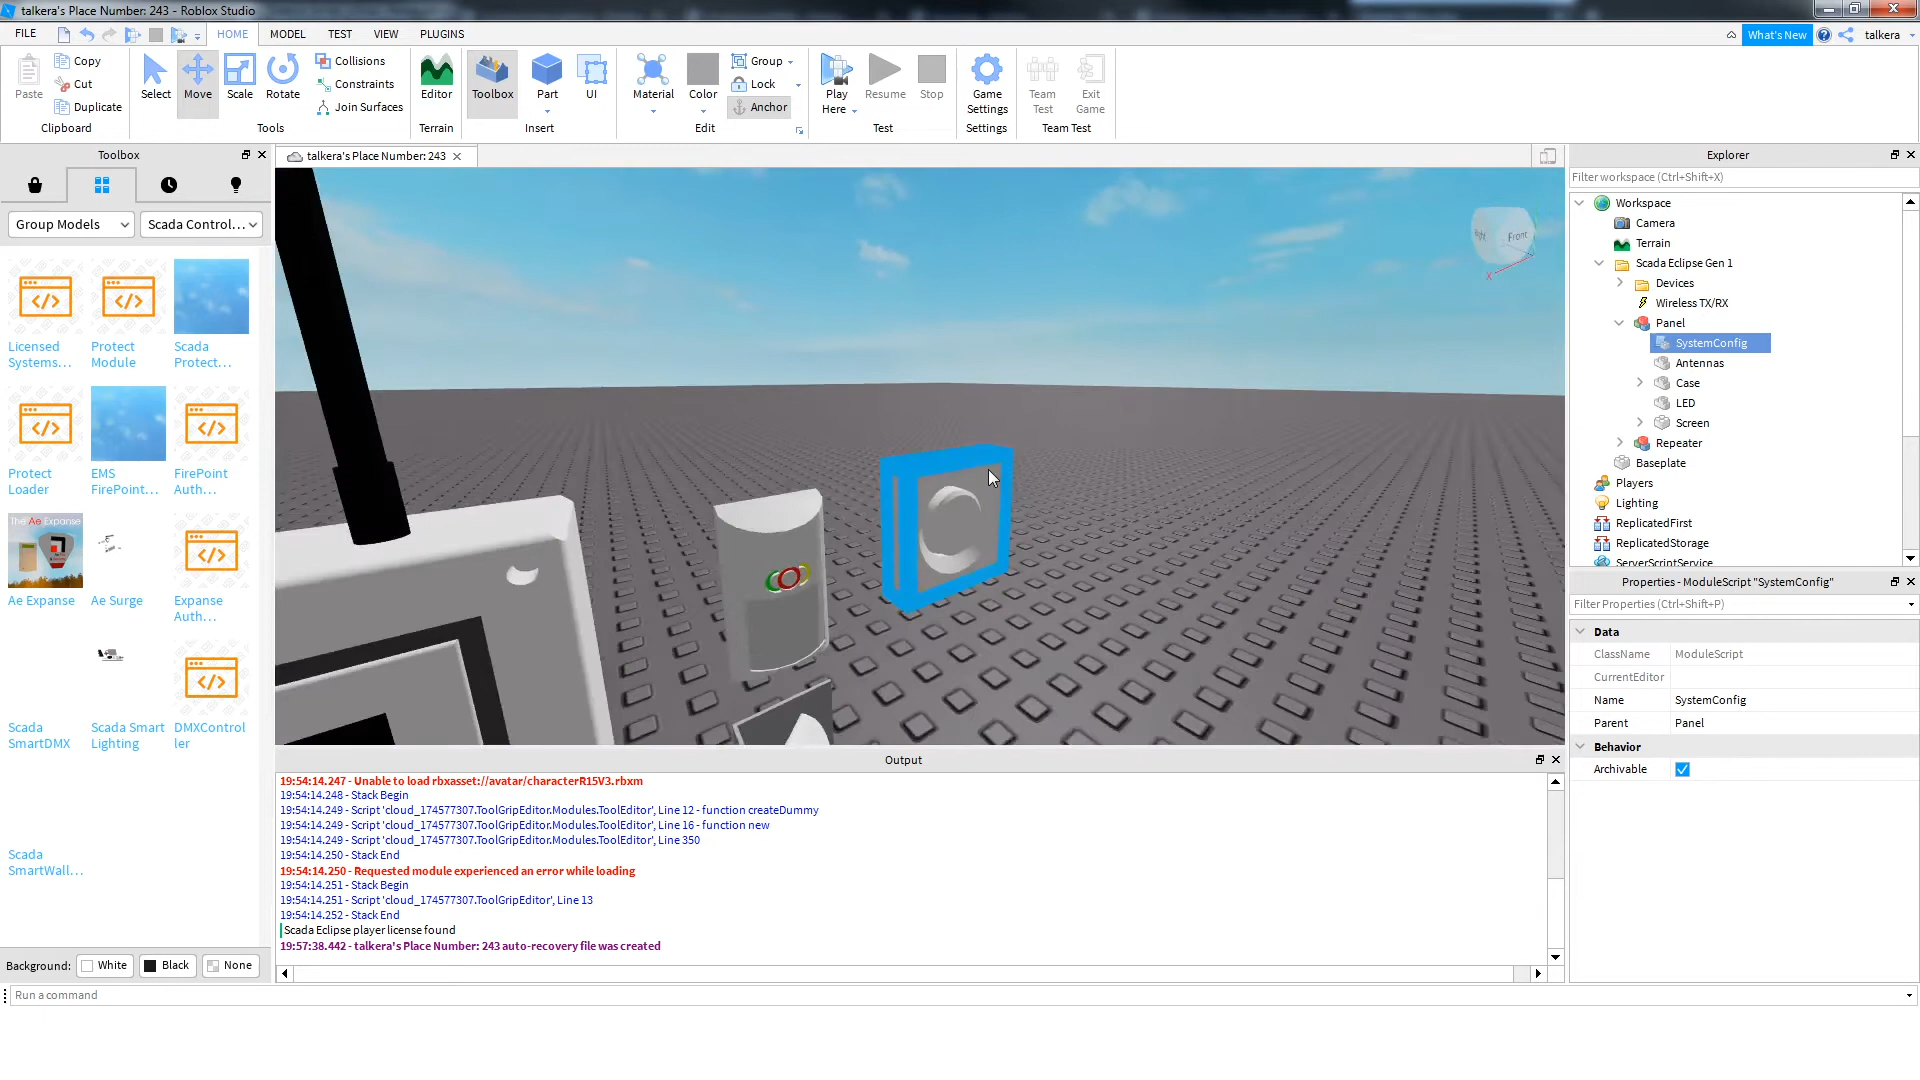 talkera's Place Number: 243 - Roblox Studio
FILE
HOME
MODEL
TEST
VIEW
PLUGINS
What's New
talkera
Paste
Copy
Cut
Duplicate
Clipboard
Select
Move
Scale
Rotate
Collisions
Constraints
Join Surfaces
Tools
Editor
Terrain
Toolbox
Part
UI
Insert
Material
Color
Group
Lock
Anchor
Edit
Play
Here
Resume
Stop
Test
Game
Settings
Settings
Team
Test
Exit
Game
Team Test
Toolbox
Group Models
Scada Control...
Licensed
Systems...
Protect
Module
Scada
Protect...
Protect
Loader
EMS
FirePoint...
FirePoint
Auth...
The Ae Expanse
Ae Expanse
Ae Surge
Expanse
Auth...
Scada
SmartDMX
Scada Smart
Lighting
DMXControl
ler
Scada
SmartWall...
Background:
White
Black
None
talkera's Place Number: 243
Front
X
Output
19:54:14.247 - Unable to load rbxasset://avatar/characterR15V3.rbxm
19:54:14.248 - Stack Begin
19:54:14.249 - Script 'cloud_174577307.ToolGripEditor.Modules.ToolEditor', Line 12 - function createDummy
19:54:14.249 - Script 'cloud_174577307.ToolGripEditor.Modules.ToolEditor', Line 16 - function new
19:54:14.249 - Script 'cloud_174577307.ToolGripEditor.Modules.ToolEditor', Line 350
19:54:14.250 - Stack End
19:54:14.250 - Requested module experienced an error while loading
19:54:14.251 - Stack Begin
19:54:14.251 - Script 'cloud_174577307.ToolGripEditor', Line 13
19:54:14.252 - Stack End
Scada Eclipse player license found
19:57:38.442 - talkera's Place Number: 243 auto-recovery file was created
Run a command
Explorer
Filter workspace (Ctrl+Shift+X)
Workspace
Camera
Terrain
Scada Eclipse Gen 1
Devices
Wireless TX/RX
Panel
SystemConfig
Antennas
Case
LED
Screen
Repeater
Baseplate
Players
Lighting
ReplicatedFirst
ReplicatedStorage
ServerScriptService
Properties - ModuleScript "SystemConfig"
Filter Properties (Ctrl+Shift+P)
Data
ClassName
ModuleScript
CurrentEditor
Name
SystemConfig
Parent
Panel
Behavior
Archivable